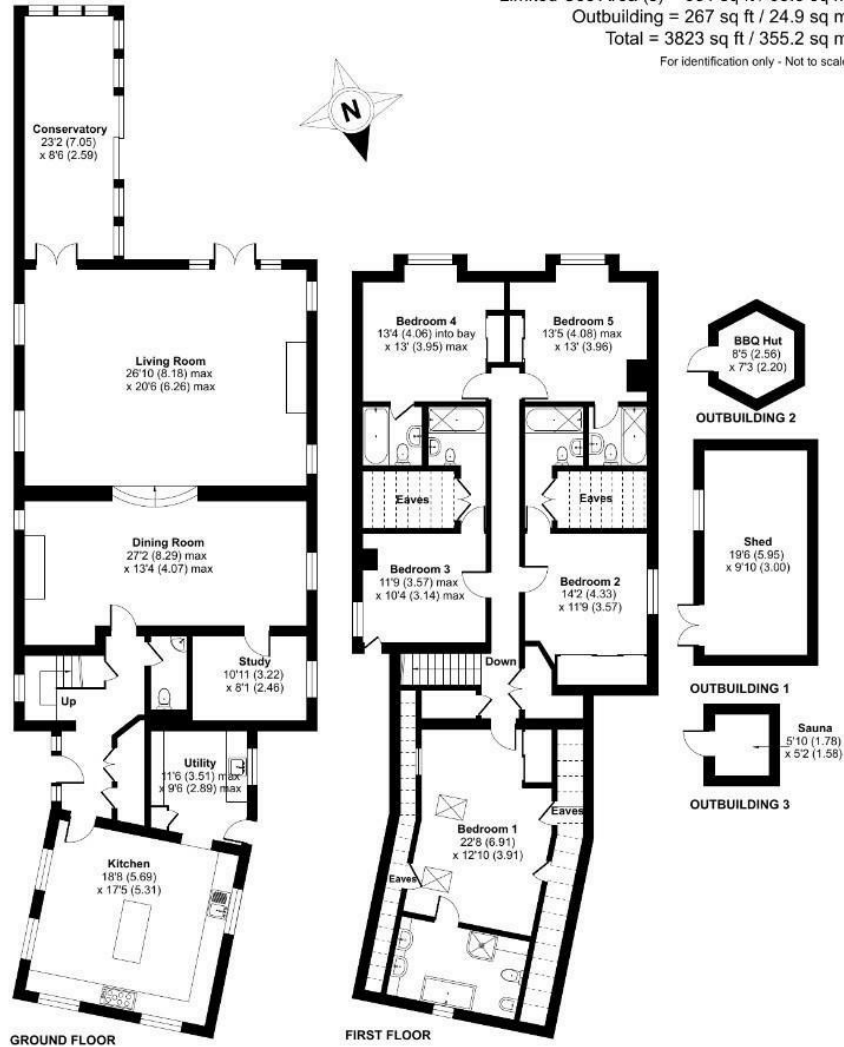 Outbuilding = 267 sq ft / 24.9 sq m
Total = 3823 sq ft / 355.2 sq m
For identification only - Not to scale
N
Conservatory
23'2 (7.05)
x 8'6 (2.59)
Living Room
26'10 (8.18) max
x 20'6 (6.26) max
Dining Room
27'2 (8.29) max
x 13'4 (4.07) max
Study
10'11 (3.22)
x 8'1 (2.46)
Up
Utility
11'6 (3.51) max
x 9'6 (2.89) max
Kitchen
18'8 (5.69)
x 17'5 (5.31)
GROUND FLOOR
Bedroom 4
13'4 (4.06) into bay
x 13' (3.95) max
Bedroom 5
13'5 (4.08) max
x 13' (3.96)
Eaves
Eaves
Bedroom 3
11'9 (3.57) max
x 10'4 (3.14) max
Bedroom 2
14'2 (4.33)
x 11'9 (3.57)
Down
Bedroom 1
22'8 (6.91)
x 12'10 (3.91)
Eaves
Eaves
FIRST FLOOR
BBQ Hut
8'5 (2.56)
x 7'3 (2.20)
OUTBUILDING 2
Shed
19'6 (5.95)
x 9'10 (3.00)
OUTBUILDING 1
Sauna
5'10 (1.78)
x 5'2 (1.58)
OUTBUILDING 3